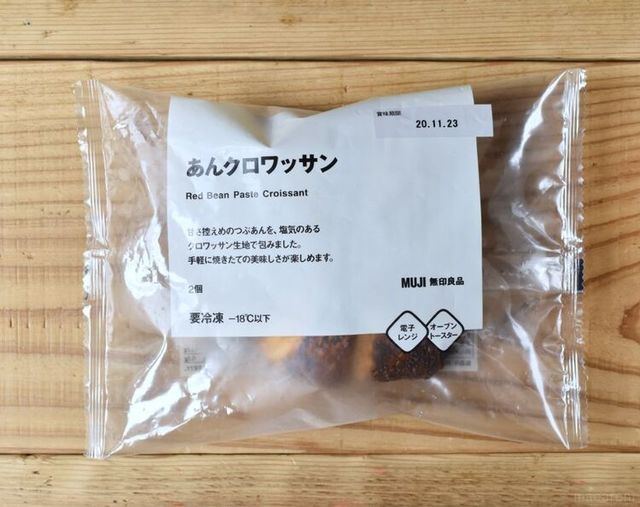 賞味期間
20.11.23
あんクロワッサン
Red Bean Paste Croissant
甘さ控えめのつぶあんを、塩気のある
クロワッサン生地で包みました。
手軽に焼きたての美味しさが楽しめます。
2個
MUJI 無印良品
要冷凍 −18℃以下
電子
レンジ
オーブン
トースター